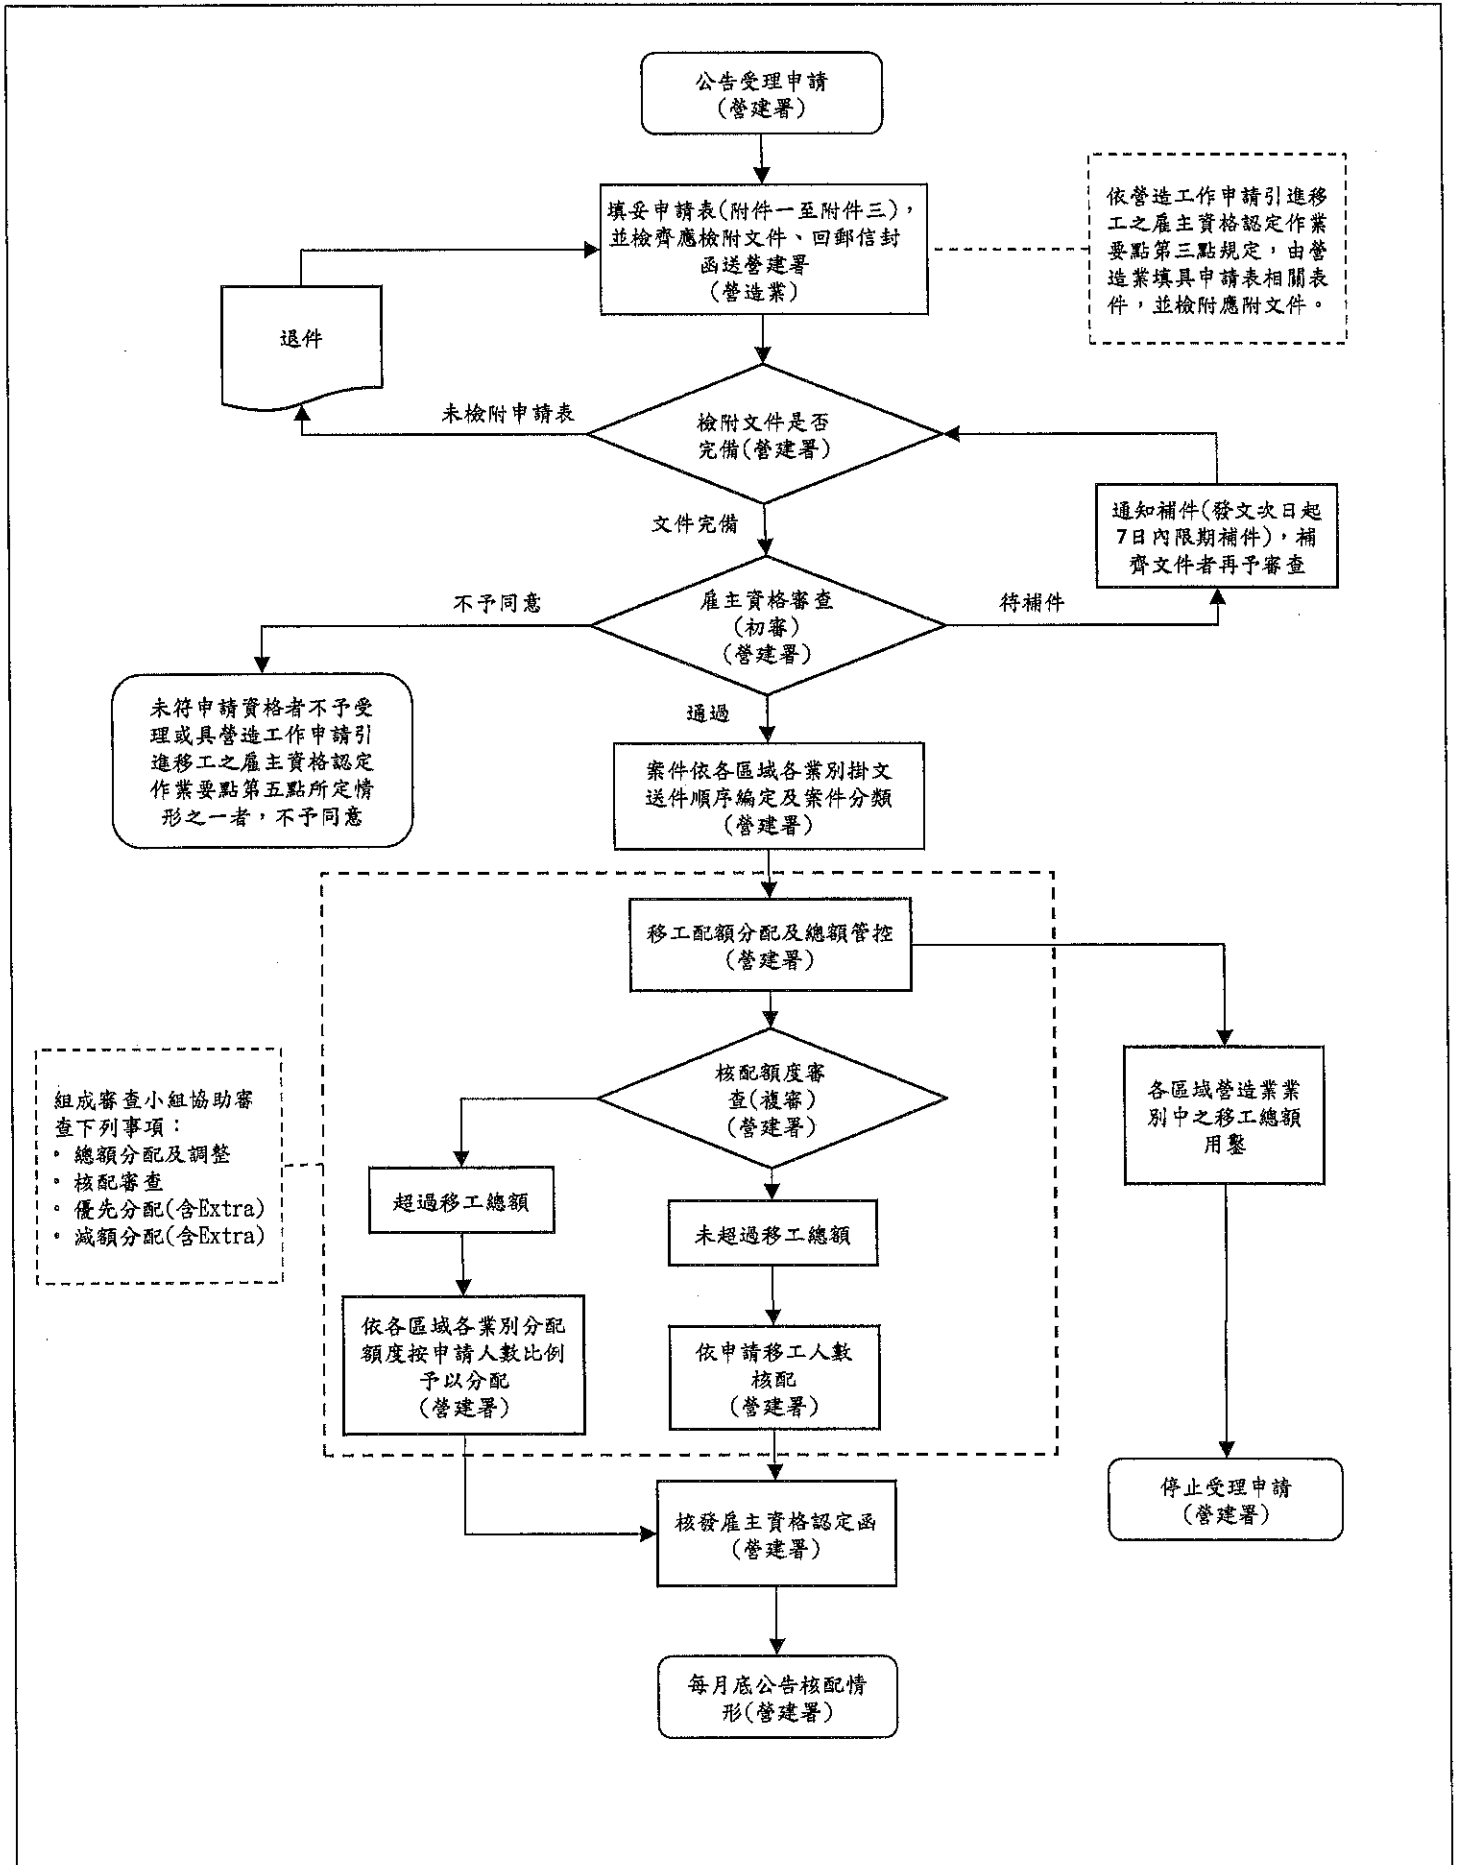 公告受理申請
(營建署)
填妥申請表(附件一至附件三),
並檢齊應檢附文件、回郵信封
函送營建署
(營造業)
依營造工作申請引進移
工之雇主資格認定作業
要點第三點規定,由營
造業填具申請表相關表
件,並檢附應附文件。
退件
未檢附申請表
檢附文件是否
完備(營建署)
通知補件(發文次日起
7日內限期補件),補
齊文件者再予審查
文件完備
不予同意
雇主資格審查
(初審)
(營建署)
待補件
未符申請資格者不予受
理或具營造工作申請引
進移工之雇主資格認定
作業要點第五點所定情
形之一者,不予同意
通過
案件依各區域各業別掛文
送件順序編定及案件分類
(營建署)
移工配額分配及總額管控
(營建署)
組成審查小組協助審
查下列事項:
• 總額分配及調整
• 核配審查
• 優先分配(含Extra)
• 減額分配(含Extra)
核配額度審
查(複審)
(營建署)
各區域營造業業
別中之移工總額
用鑿
超過移工總額
未超過移工總額
依各區域各業別分配
額度按申請人數比例
予以分配
(營建署)
依申請移工人數
核配
(營建署)
核發雇主資格認定函
(營建署)
停止受理申請
(營建署)
每月底公告核配情
形(營建署)